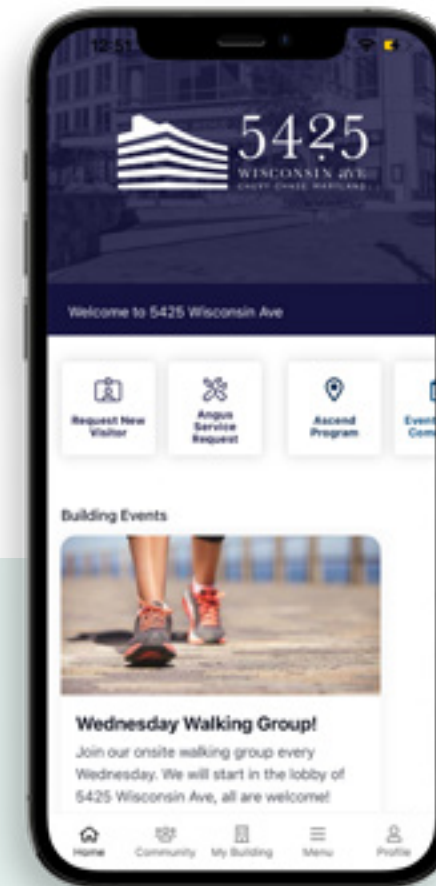 12:51
5425
WISCONSIN AVE
CHEVY CHASE MARYLAND
Welcome to 5425 Wisconsin Ave
Request New
Visitor
Angus
Service
Request
Ascend
Program
Event
Com
Building Events
Wednesday Walking Group!
Join our onsite walking group every
Wednesday. We will start in the lobby of
5425 Wisconsin Ave, all are welcome!
Home
Community
My Building
Menu
Profile